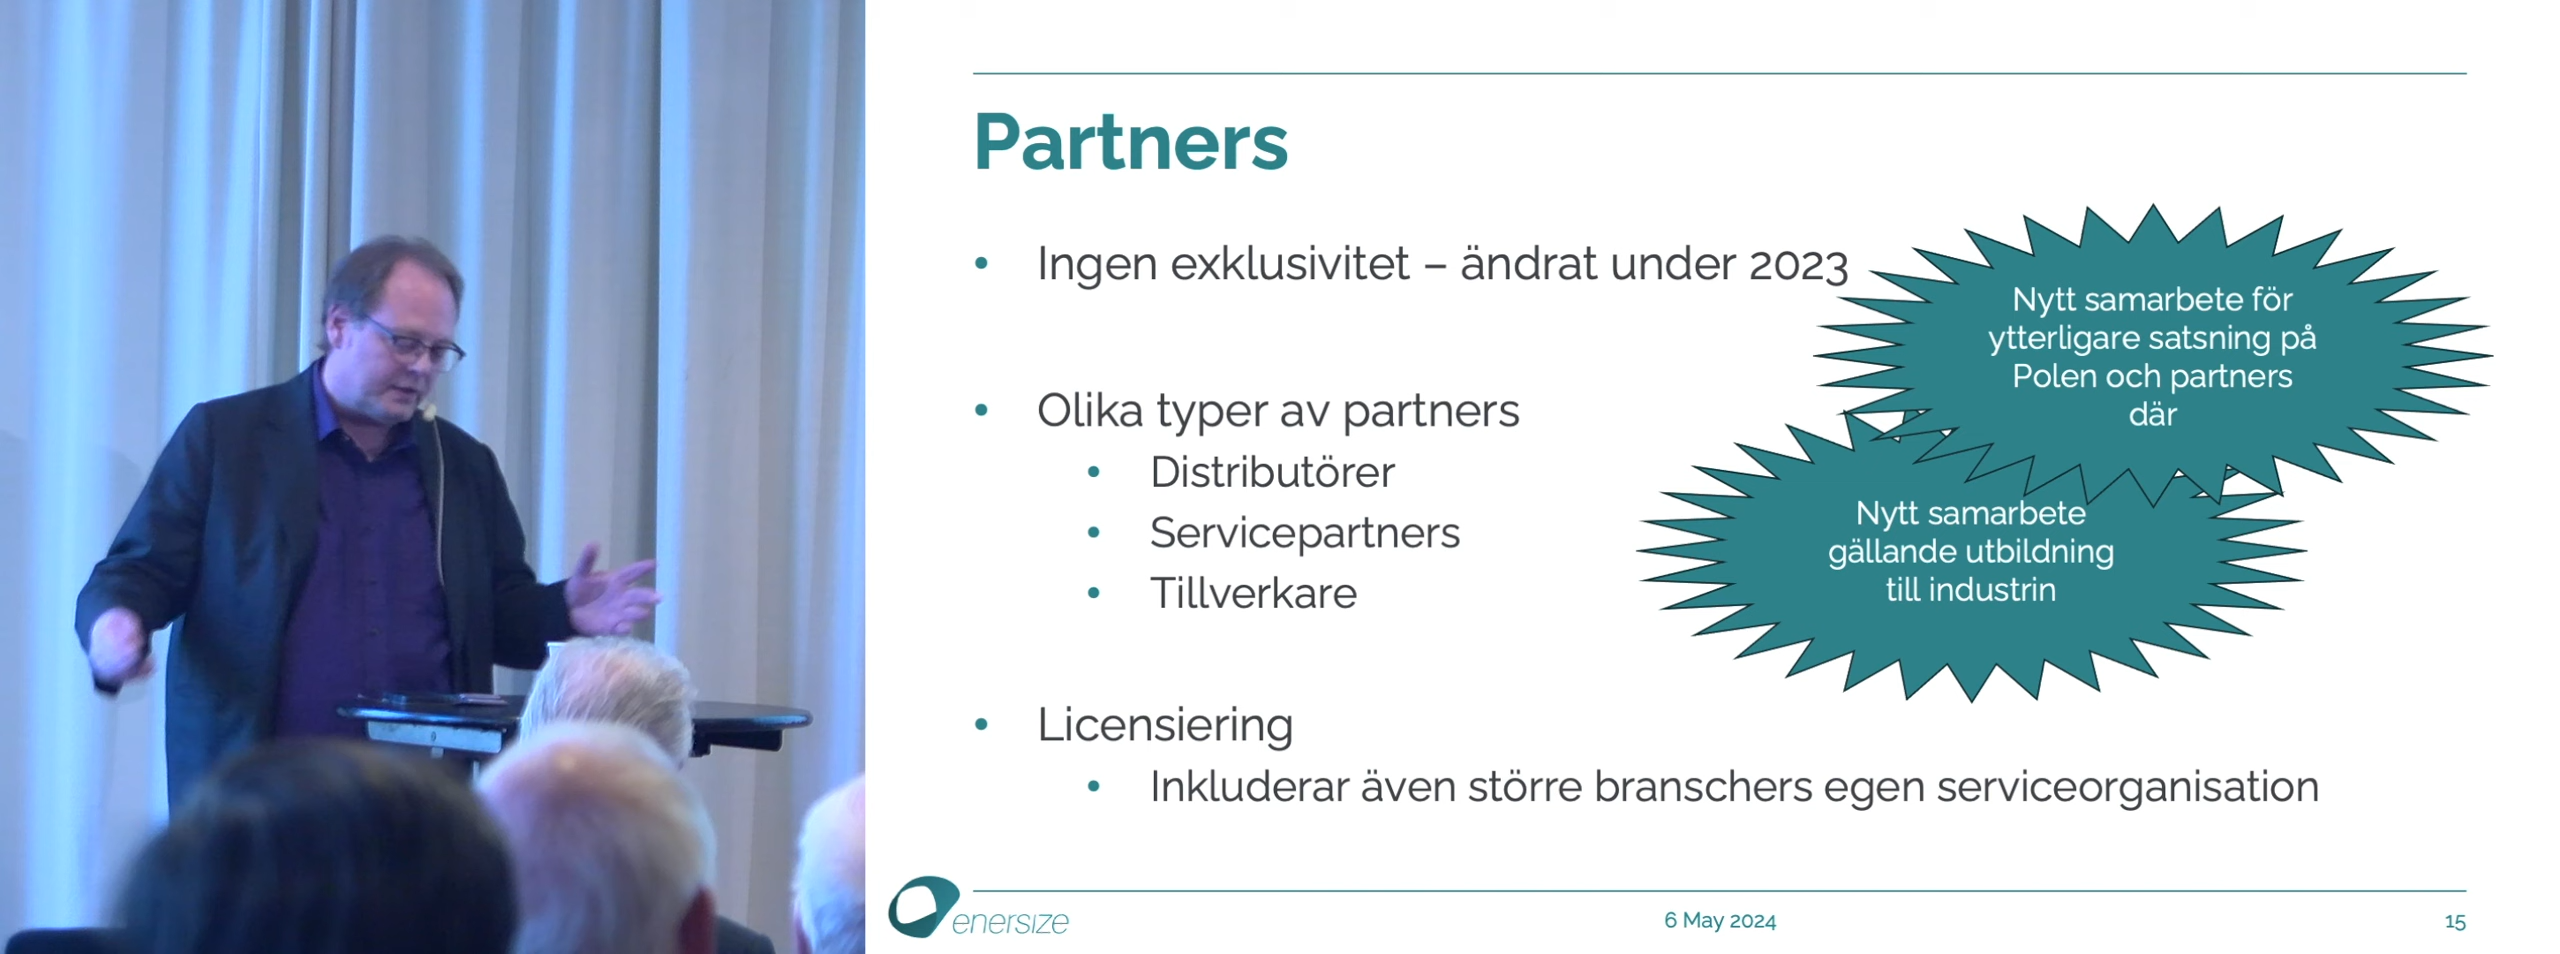 Partners
Ingen exklusivitet – ändrat under 2023
Nytt samarbete för
ytterligare satsning på
Polen och partners
där
Olika typer av partners
Distributörer
Servicepartners
Tillverkare
Nytt samarbete
gällande utbildning
till industrin
Licensiering
Inkluderar även större branschers egen serviceorganisation
enersize
6 May 2024
15